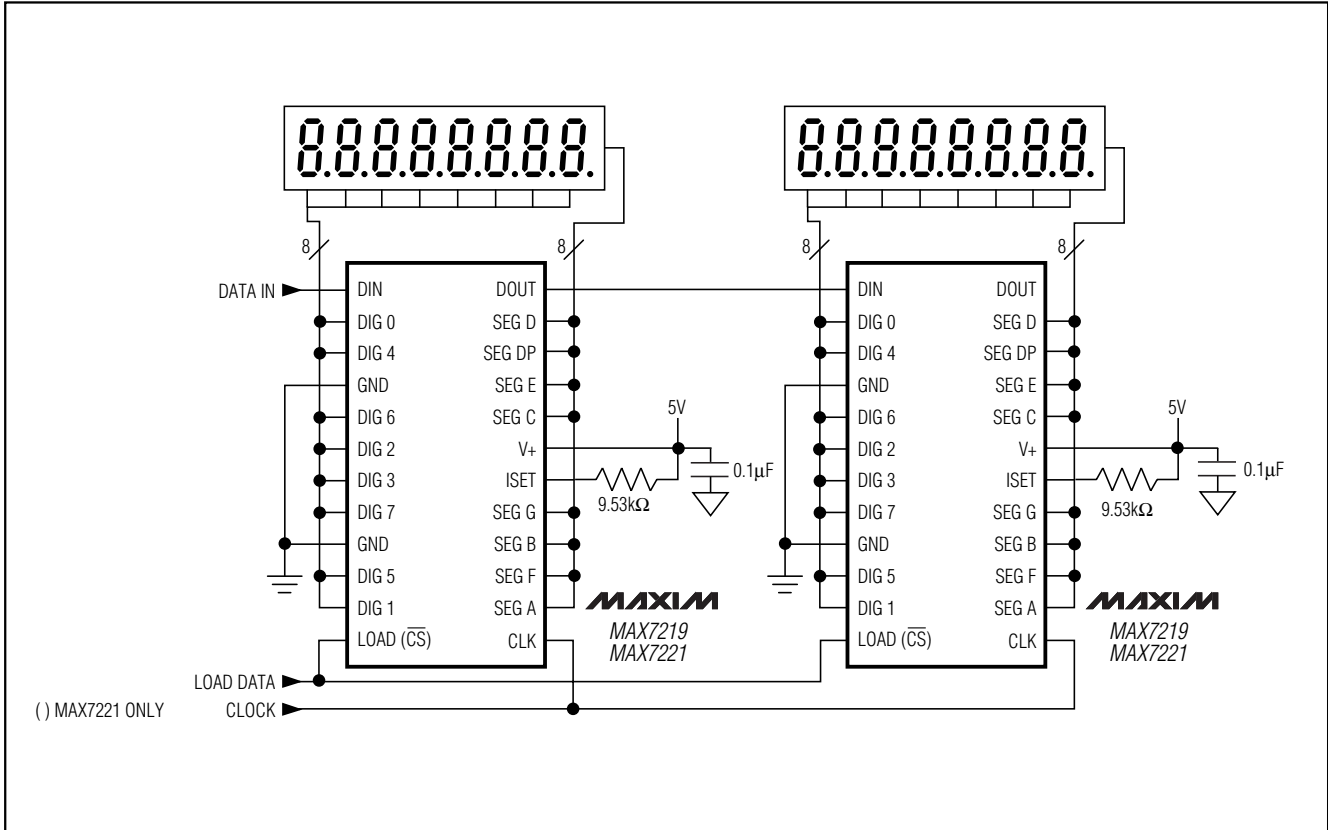 8.8.8.8.8.8.8.8.
8.8.8.8.8.8.8.8.
8
8
8
8
DATA IN
DIN
DOUT
DIG 0
SEG D
DIG 4
SEG DP
GND
SEG E
DIG 6
SEG C
DIG 2
V+
DIG 3
ISET
DIG 7
SEG G
GND
SEG B
DIG 5
SEG F
DIG 1
SEG A
LOAD (C̅S̅)
CLK
5V
9.53kΩ
0.1μF
MAXIM
MAX7219
MAX7221
DIN
DOUT
DIG 0
SEG D
DIG 4
SEG DP
GND
SEG E
DIG 6
SEG C
DIG 2
V+
DIG 3
ISET
DIG 7
SEG G
GND
SEG B
DIG 5
SEG F
DIG 1
SEG A
LOAD (C̅S̅)
CLK
5V
9.53kΩ
0.1μF
MAXIM
MAX7219
MAX7221
LOAD DATA
( ) MAX7221 ONLY
CLOCK